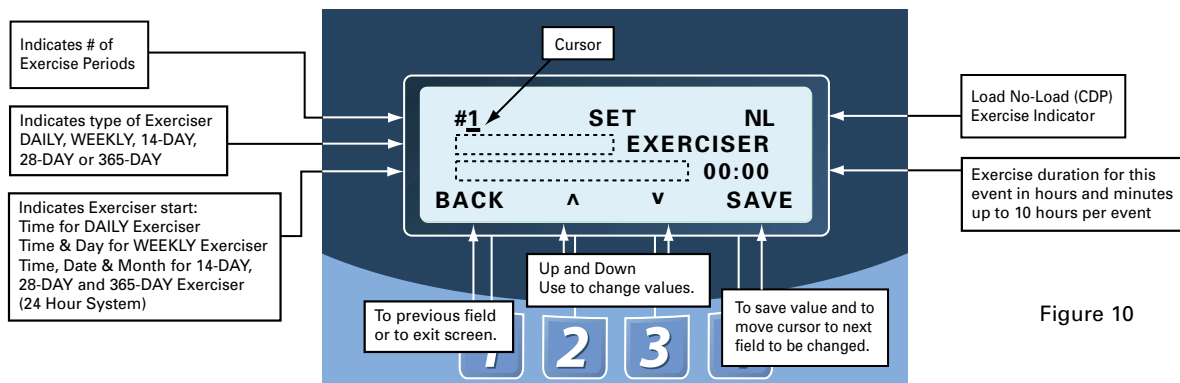 Indicates # of
Exercise Periods
Indicates type of Exerciser
DAILY, WEEKLY, 14-DAY,
28-DAY or 365-DAY
Indicates Exerciser start:
Time for DAILY Exerciser
Time & Day for WEEKLY Exerciser
Time, Date & Month for 14-DAY,
28-DAY and 365-DAY Exerciser
(24 Hour System)
Cursor
#1 SET NL
EXERCISER
00:00
BACK ʌ v SAVE
Load No-Load (CDP)
Exercise Indicator
Exercise duration for this
event in hours and minutes
up to 10 hours per event
To previous field
or to exit screen.
Up and Down
Use to change values.
To save value and to
move cursor to next
field to be changed.
2 3
Figure 10